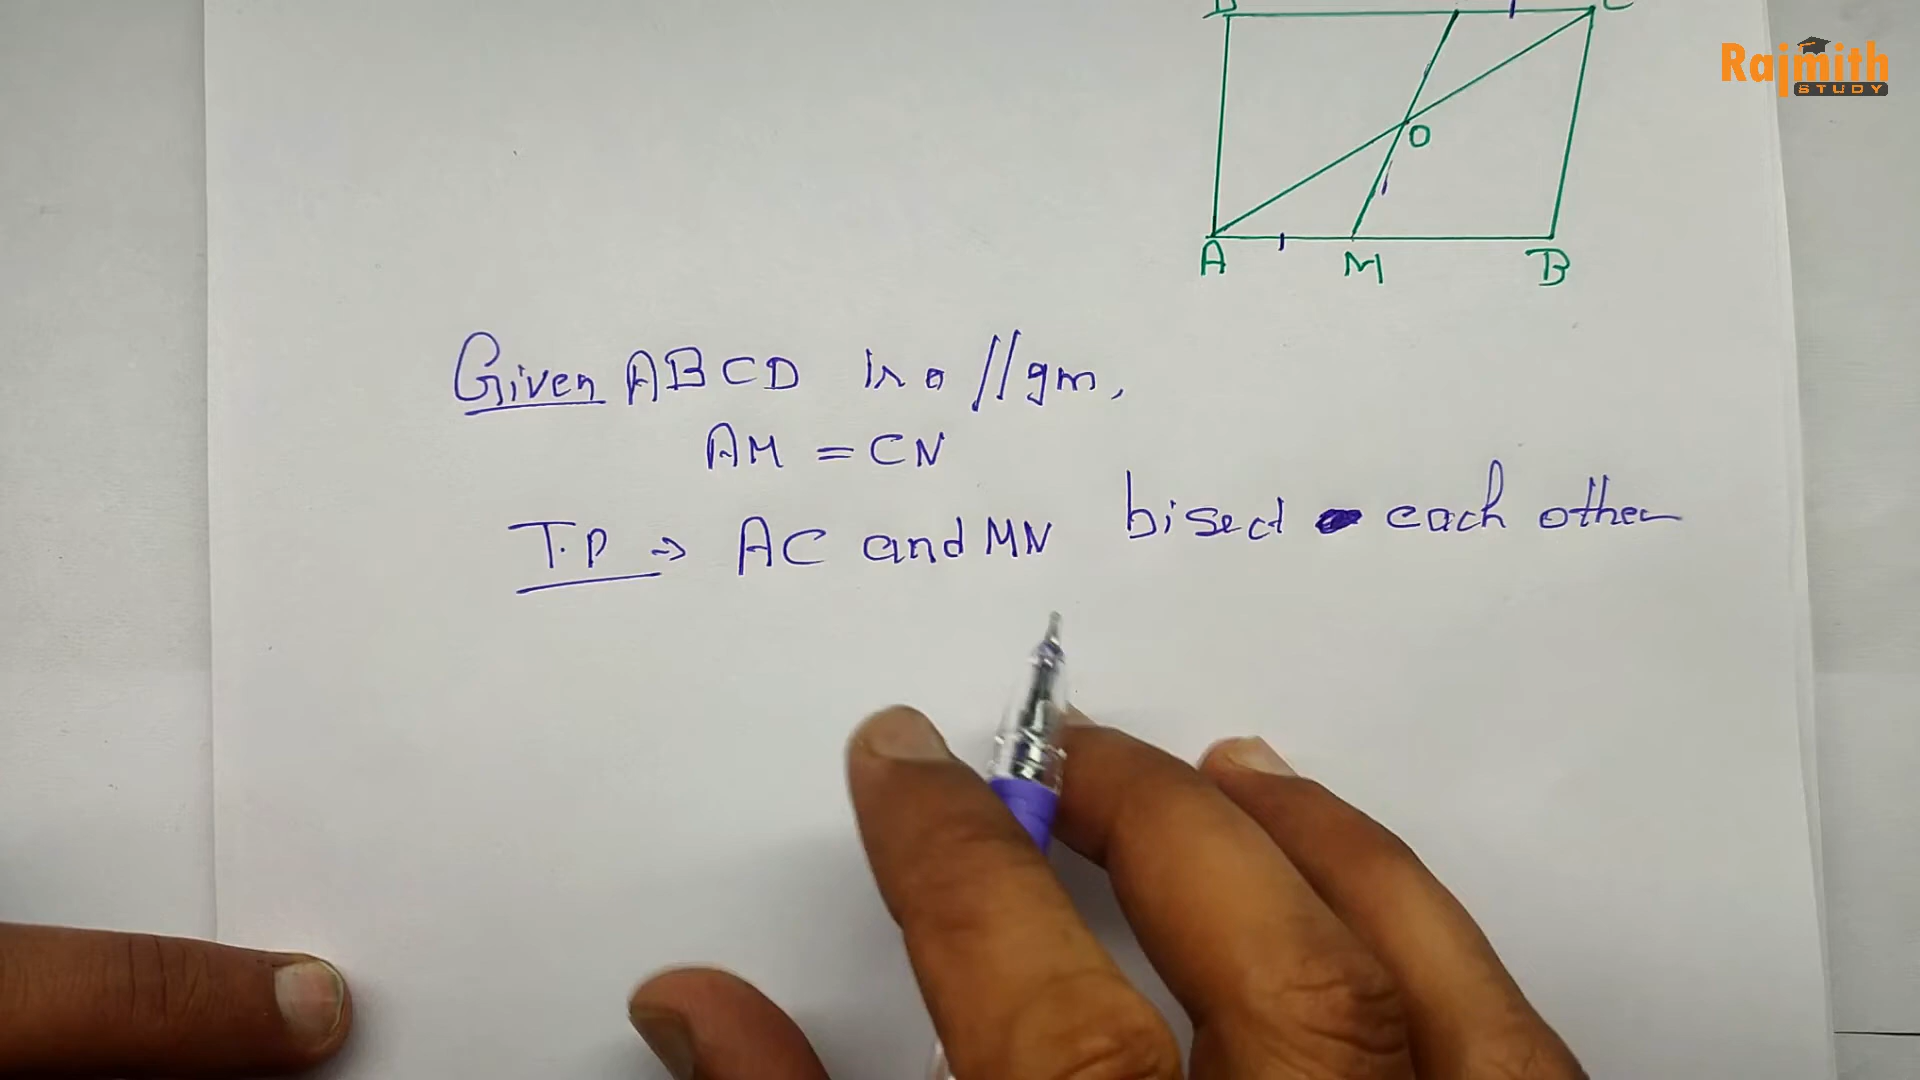 Rajmith
STUDY
O
A M B
Given ABCD is a //gm,
AM = CN
T.P → AC and MN bisect each other